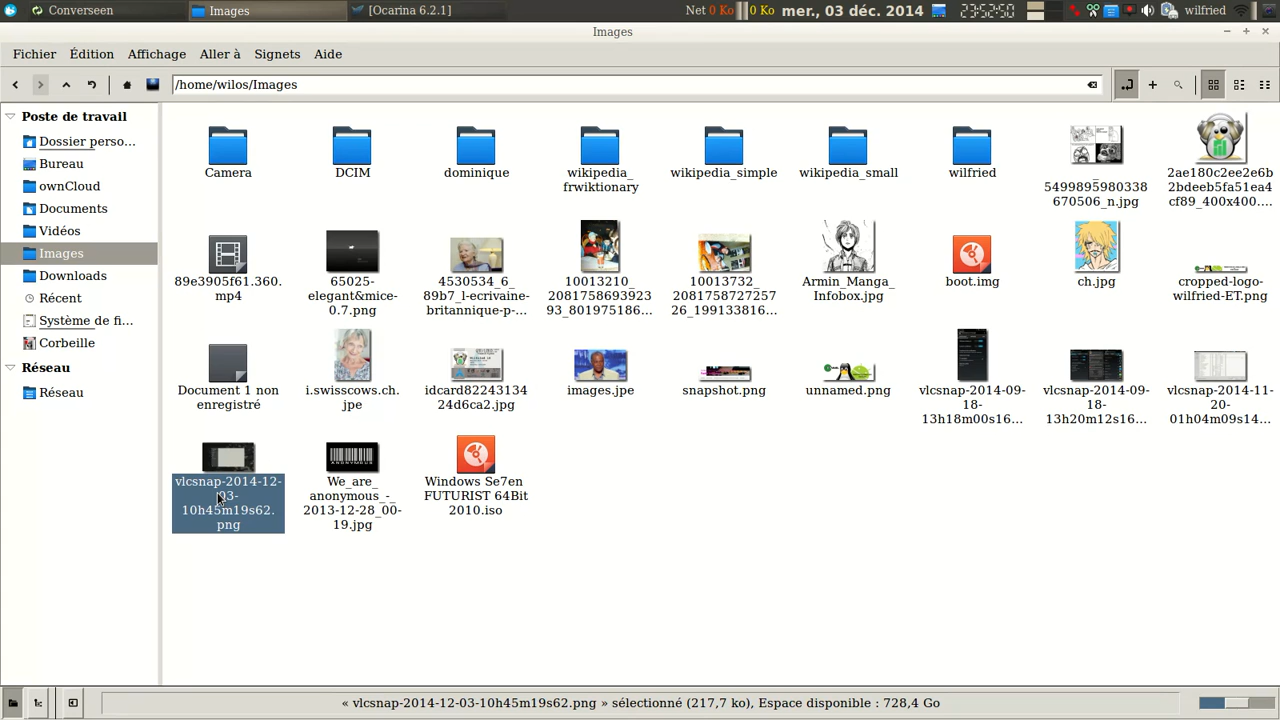 Converseen
Images
[Ocarina 6.2.1]
Net 0 Ko 0 Ko mer., 03 déc. 2014 wilfried
Images
Fichier Édition Affichage Aller à Signets Aide
/home/wilos/Images
Poste de travail
Dossier perso...
Bureau
ownCloud
Documents
Vidéos
Images
Downloads
Récent
Système de fi...
Corbeille
Réseau
Réseau
Camera
DCIM
dominique
wikipedia_
frwiktionary
wikipedia_simple
wikipedia_small
wilfried
_
5499895980338
670506_n.jpg
2ae180c2ee2e6b
2bdeeb5fa51ea4
cf89_400x400....
89e3905f61.360.
mp4
65025-
elegant&mice-
0.7.png
4530534_6_
89b7_l-ecrivaine-
britannique-p-...
10013210_
2081758693923
93_801975186...
10013732_
2081758727257
26_199133816...
Armin_Manga_
Infobox.jpg
boot.img
ch.jpg
cropped-logo-
wilfried-ET.png
Document 1 non
enregistré
i.swisscows.ch.
jpe
idcard82243134
24d6ca2.jpg
images.jpe
snapshot.png
unnamed.png
vlcsnap-2014-09-
18-
13h18m00s16...
vlcsnap-2014-09-
18-
13h20m12s16...
vlcsnap-2014-11-
20-
01h04m09s14...
vlcsnap-2014-12-
03-
10h45m19s62.
png
We_are_
anonymous_-_
2013-12-28_00-
19.jpg
Windows Se7en
FUTURIST 64Bit
2010.iso
« vlcsnap-2014-12-03-10h45m19s62.png » sélectionné (217,7 ko), Espace disponible : 728,4 Go